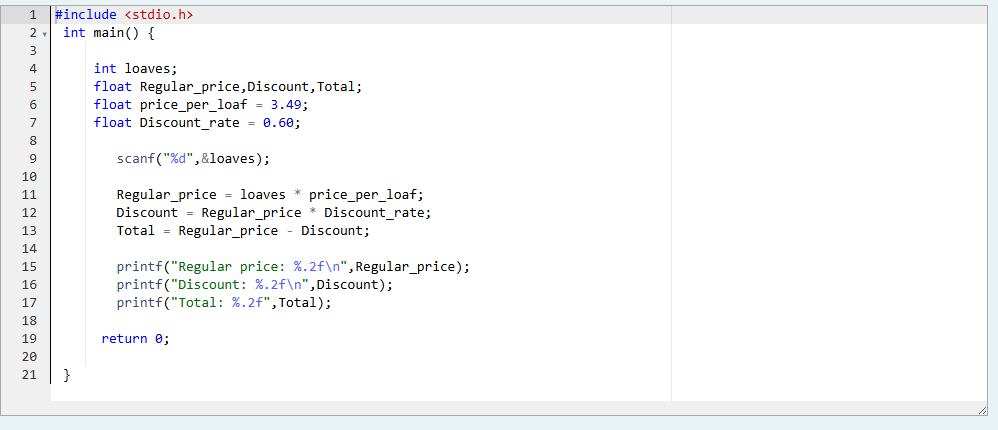 1 #include <stdio.h>
2 int main() {
3
4 int loaves;
5 float Regular_price,Discount,Total;
6 float price_per_loaf = 3.49;
7 float Discount_rate = 0.60;
8
9 scanf("%d",&loaves);
10
11 Regular_price = loaves * price_per_loaf;
12 Discount = Regular_price * Discount_rate;
13 Total = Regular_price - Discount;
14
15 printf("Regular price: %.2f\n",Regular_price);
16 printf("Discount: %.2f\n",Discount);
17 printf("Total: %.2f",Total);
18
19 return 0;
20
21 }